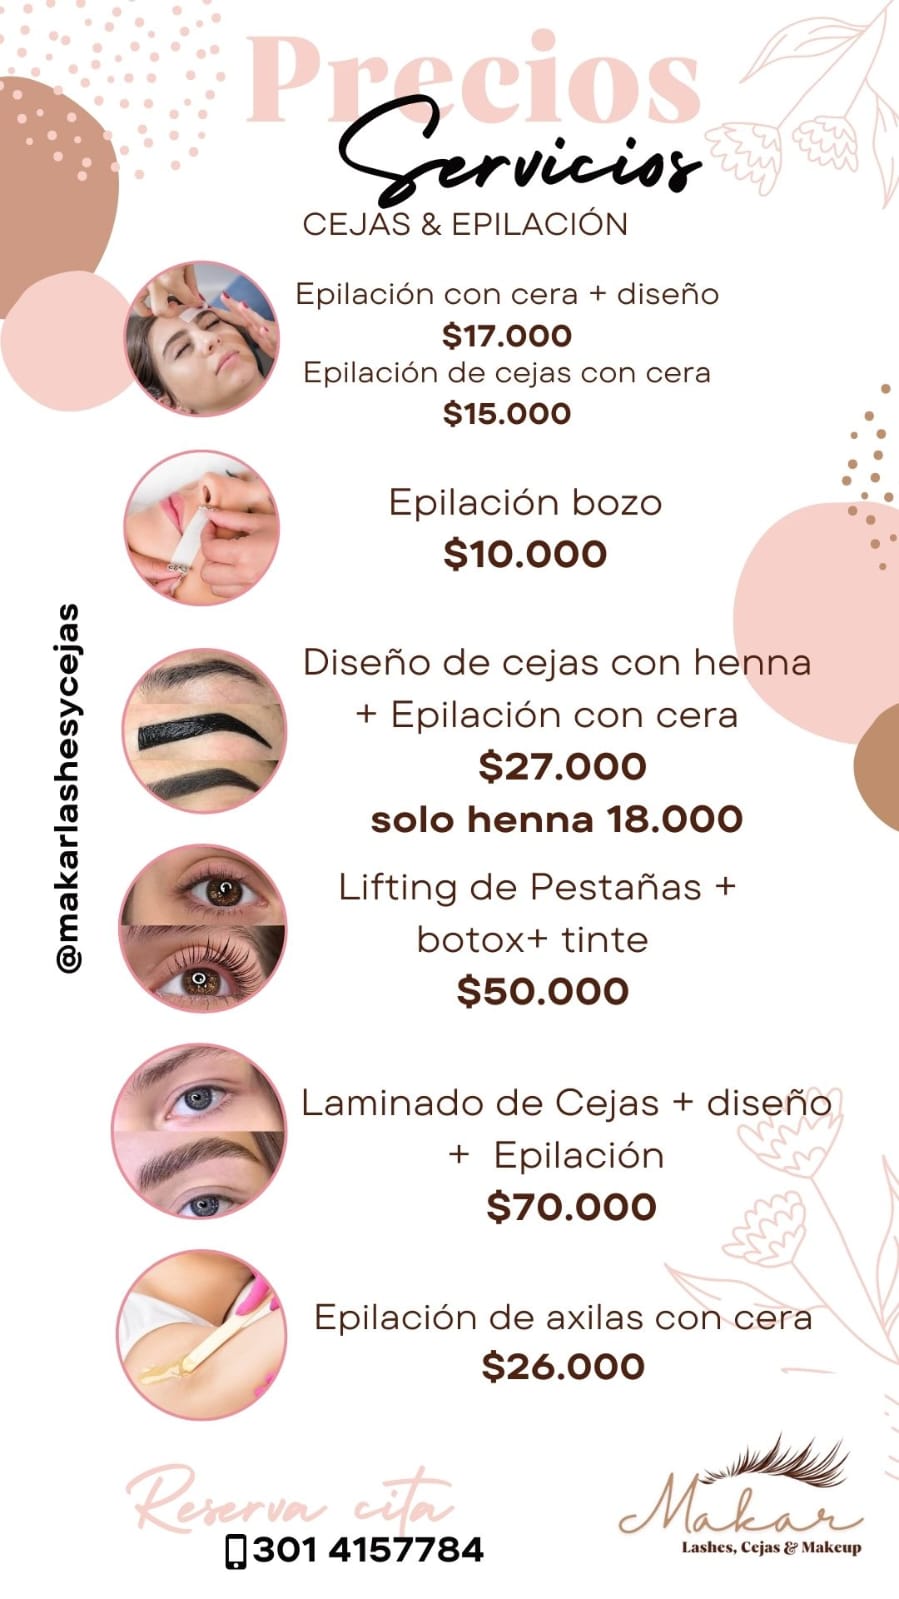 Precios
Servicios
CEJAS & EPILACIÓN
Epilación con cera + diseño
$17.000
Epilación de cejas con cera
$15.000
Epilación bozo
$10.000
Diseño de cejas con henna
+ Epilación con cera
$27.000
solo henna 18.000
Lifting de Pestañas +
botox+ tinte
$50.000
Laminado de Cejas + diseño
+ Epilación
$70.000
Epilación de axilas con cera
$26.000
@makarlashesycejas
Reserva cita
301 4157784
Makar
Lashes, Cejas & Makeup